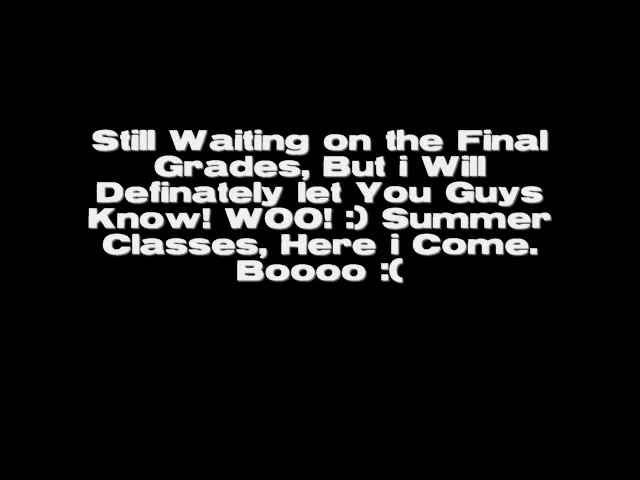 Still Waiting on the Final
Grades, But i Will
Definately let You Guys
Know! WOO! :) Summer
Classes, Here i Come.
Boooo :(